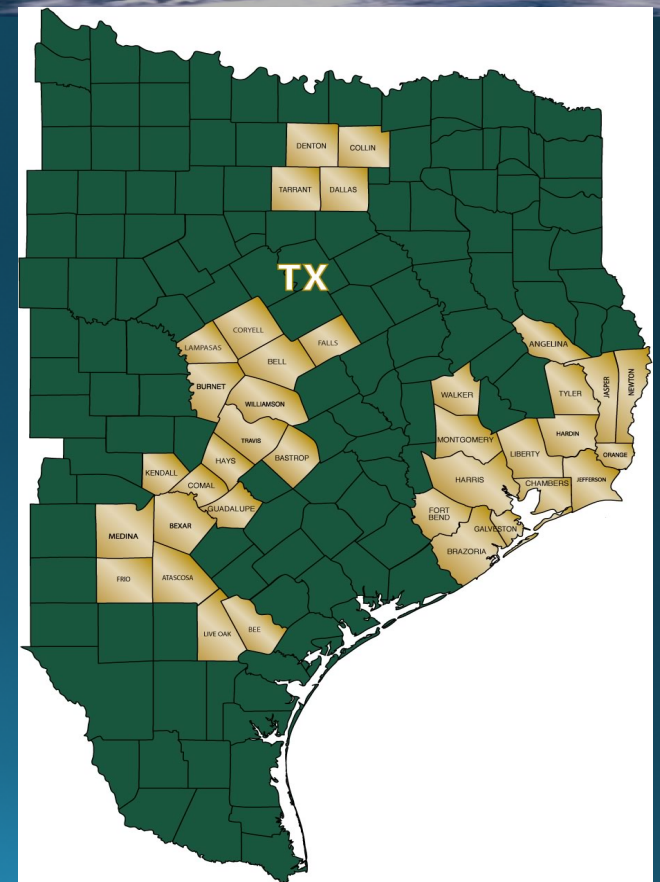 DENTON
COLLIN
TARRANT
DALLAS
TX
CORYELL
LAMPASAS
FALLS
BELL
BURNET
WILLIAMSON
TRAVIS
HAYS
BASTROP
KENDALL
COMAL
GUADALUPE
MEDINA
BEXAR
FRIO
ATASCOSA
LIVE OAK
BEE
ANGELINA
JASPER
NEWTON
TYLER
WALKER
MONTGOMERY
HARDIN
LIBERTY
ORANGE
HARRIS
CHAMBERS
JEFFERSON
FORT
BEND
GALVESTON
BRAZORIA